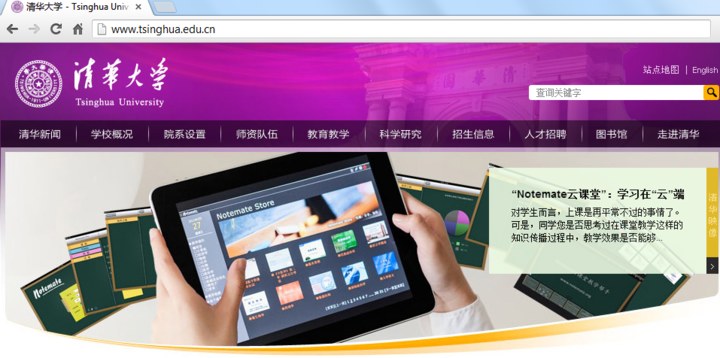 清华大学 - Tsinghua Univ
www.tsinghua.edu.cn
清華大学
Tsinghua University
站点地图 | English
查询关键字
清华新闻 学校概况 院系设置 师资队伍 教育教学 科学研究 招生信息 人才招聘 图书馆 走进清华
Notemate Store
27
Notemate
“Notemate云课堂”：学习在“云”端
对学生而言，上课是再平常不过的事情了。
可是，同学您是否思考过在课堂教学这样的
知识传播过程中，教学效果是否能够...